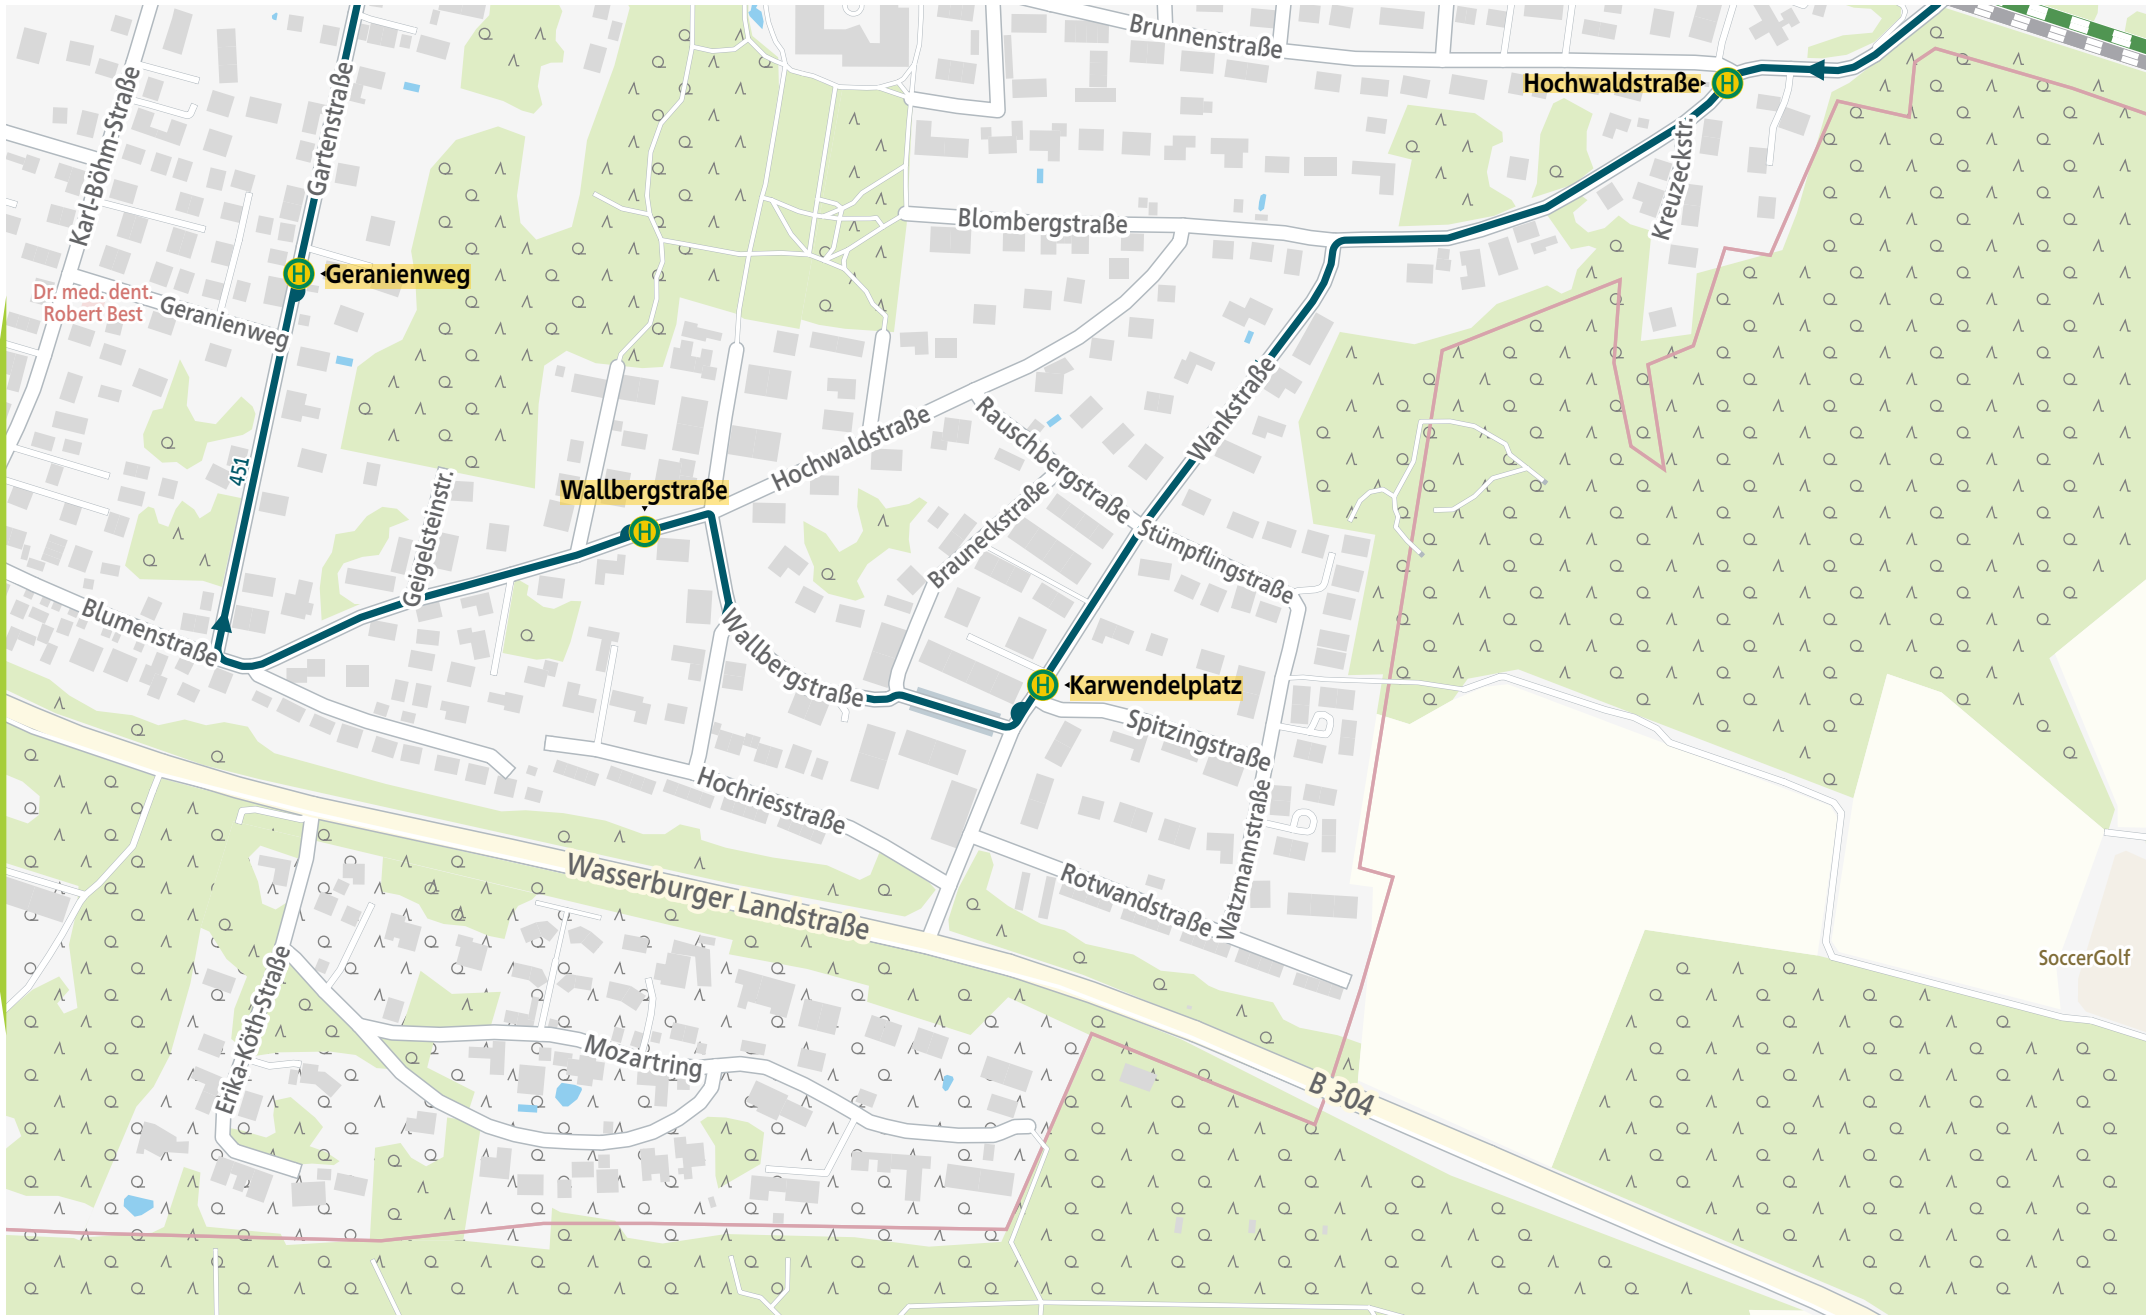 Brunnenstraße
Hochwaldstraße
H
Karl-Böhm-Straße
Gartenstraße
Kreuzeckstr.
Blombergstraße
H
Geranienweg
Dr. med. dent.
Robert Best
Geranienweg
Wankstraße
Rauschbergstraße
Hochwaldstraße
451
Wallbergstraße
H
Geigelsteinstr.
Brauneckstraße
Stümpflingstraße
Blumenstraße
Wallbergstraße
H
Karwendelplatz
Spitzingstraße
Hochriesstraße
Watzmannstraße
Wasserburger Landstraße
Rotwandstraße
SoccerGolf
Erika-Köth-Straße
Mozartring
B 304